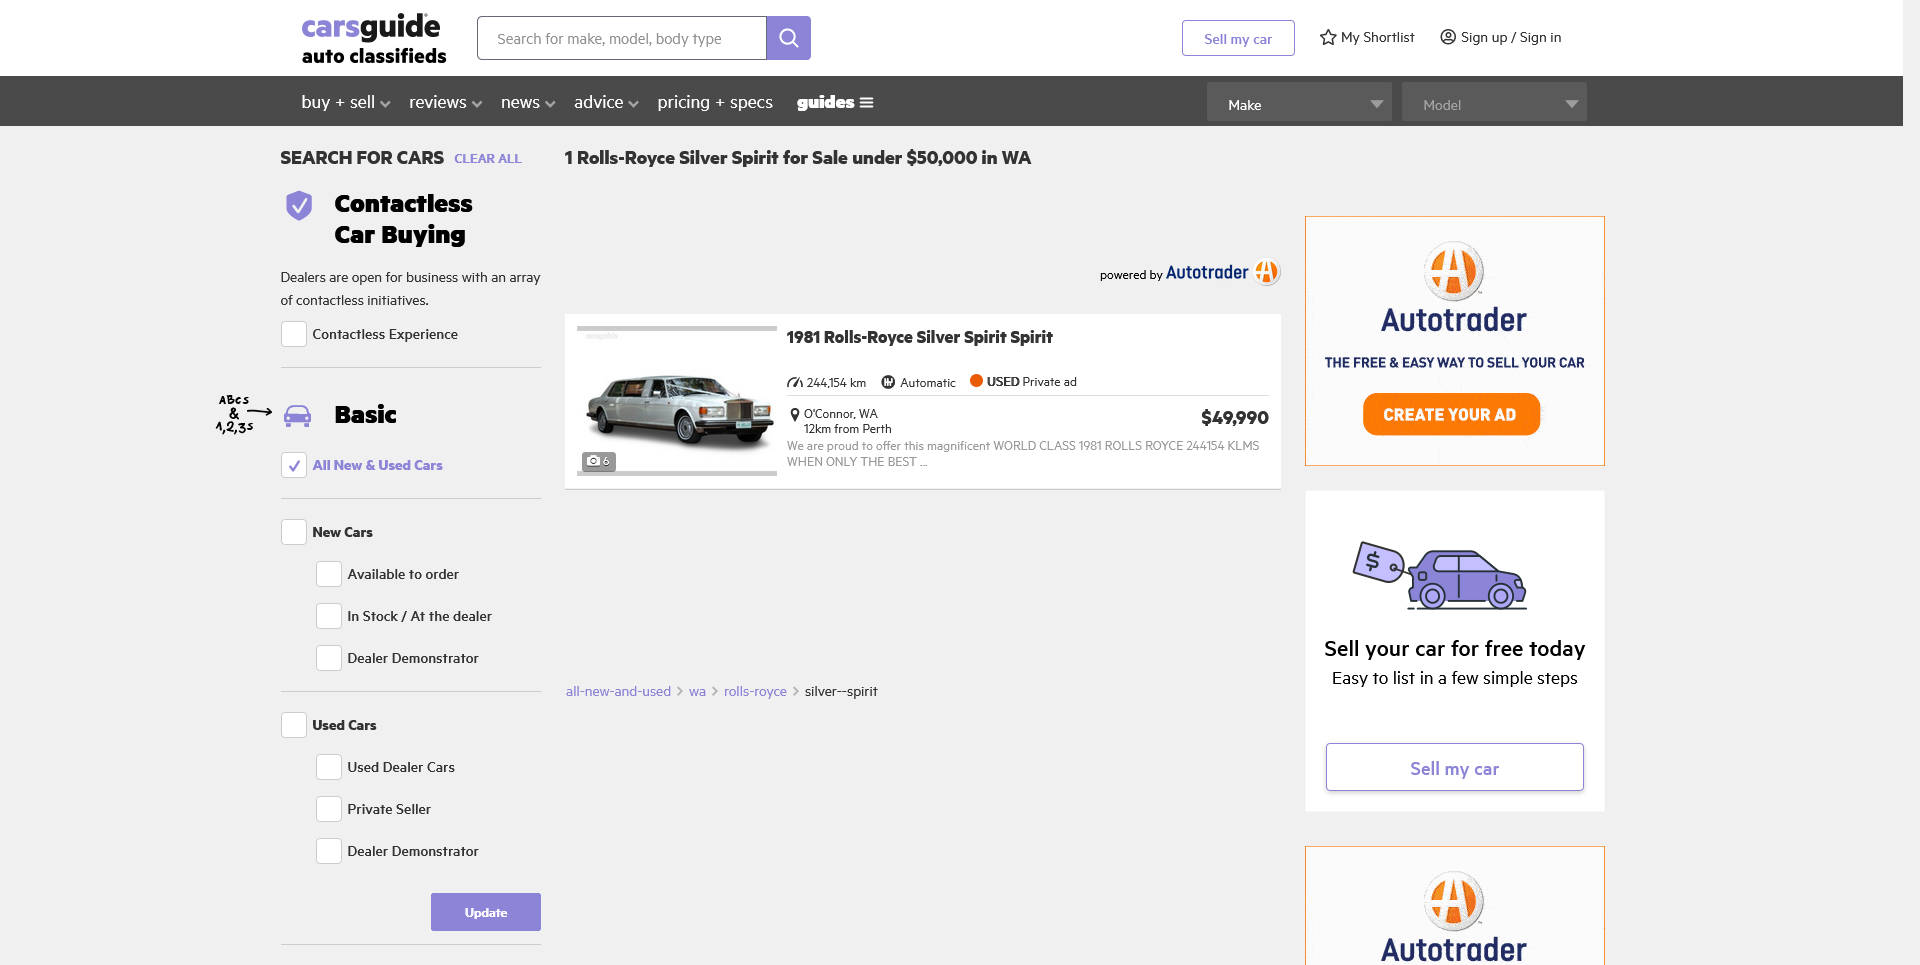 carsguide
auto classifieds
Search for make, model, body type
Sell my car
My Shortlist
Sign up / Sign in
buy + sell
reviews
news
advice
pricing + specs
guides
Make
Model
SEARCH FOR CARS CLEAR ALL
Contactless
Car Buying
Dealers are open for business with an array
of contactless initiatives.
Contactless Experience
ABCs
&
1,2,3s
Basic
All New & Used Cars
New Cars
Available to order
In Stock / At the dealer
Dealer Demonstrator
Used Cars
Used Dealer Cars
Private Seller
Dealer Demonstrator
Update
1 Rolls-Royce Silver Spirit for Sale under $50,000 in WA
powered by Autotrader
carsguide
6
1981 Rolls-Royce Silver Spirit Spirit
244,154 km
Automatic
USED Private ad
O'Connor, WA
12km from Perth
$49,990
We are proud to offer this magnificent WORLD CLASS 1981 ROLLS ROYCE 244154 KLMS
WHEN ONLY THE BEST ...
all-new-and-used > wa > rolls-royce > silver--spirit
Autotrader
THE FREE & EASY WAY TO SELL YOUR CAR
CREATE YOUR AD
$
Sell your car for free today
Easy to list in a few simple steps
Sell my car
Autotrader